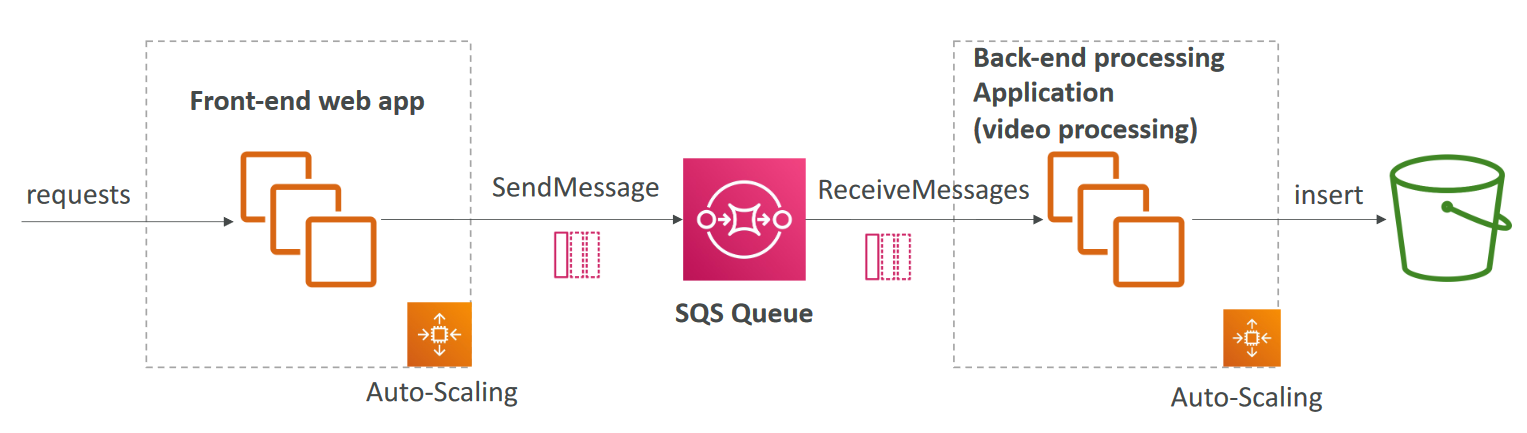 Front-end web app
requests
Auto-Scaling
SendMessage
SQS Queue
ReceiveMessages
Back-end processing
Application
(video processing)
Auto-Scaling
insert